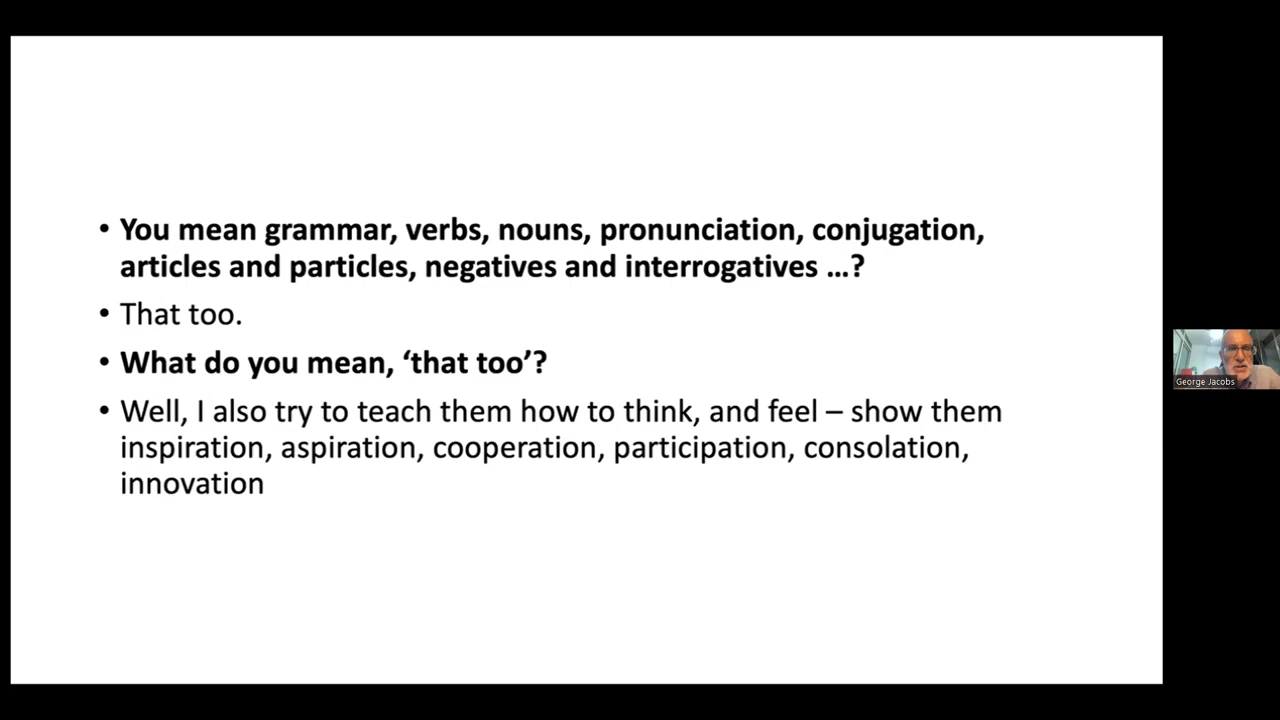 • You mean grammar, verbs, nouns, pronunciation, conjugation,
articles and particles, negatives and interrogatives …?
• That too.
• What do you mean, ‘that too’?
• Well, I also try to teach them how to think, and feel – show them
inspiration, aspiration, cooperation, participation, consolation,
innovation
George Jacobs